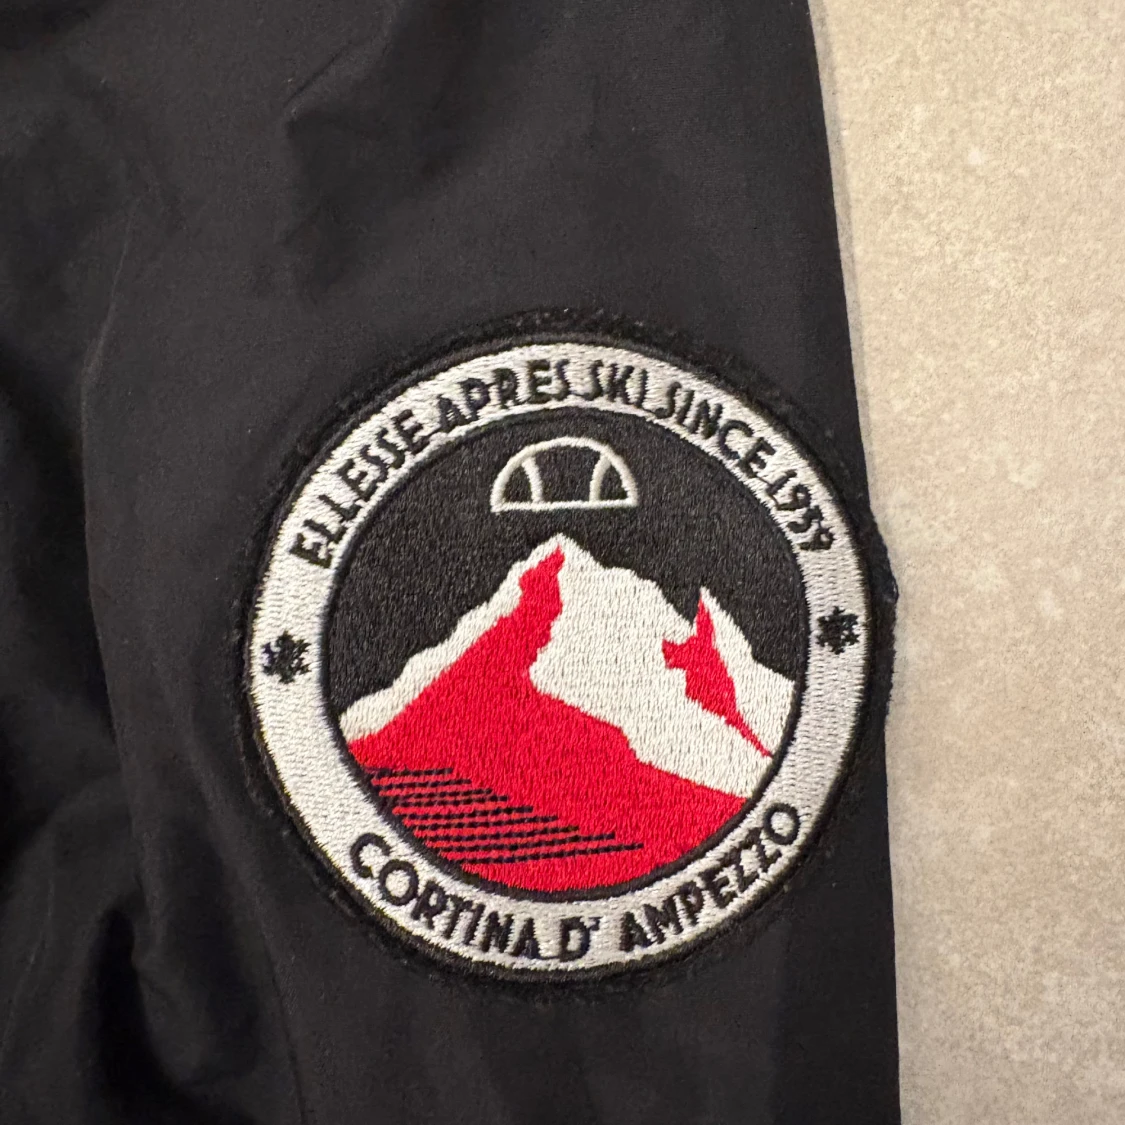 ELLESSE APRES SKI SINCE 1959
CORTINA D' AMPEZZO